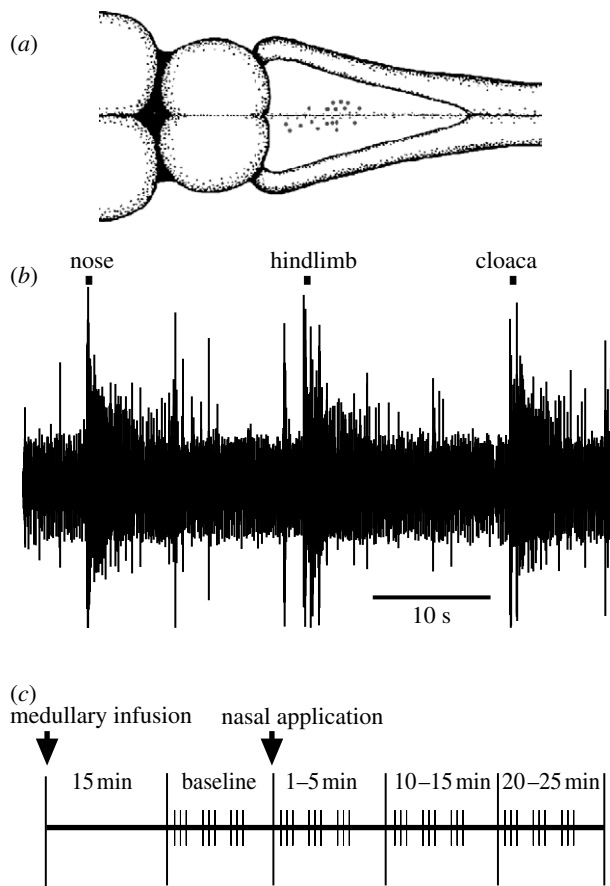 (a)
(b)
nose hindlimb cloaca
10 s
(c)
medullary infusion nasal application
15 min baseline 1–5 min 10–15 min 20–25 min